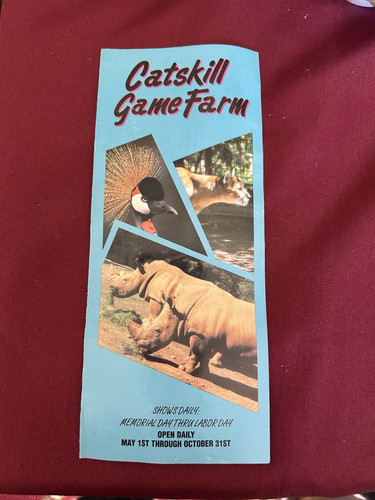 Catskill
Game Farm
SHOWS DAILY:
MEMORIAL DAY THRU LABOR DAY
OPEN DAILY
MAY 1ST THROUGH OCTOBER 31ST